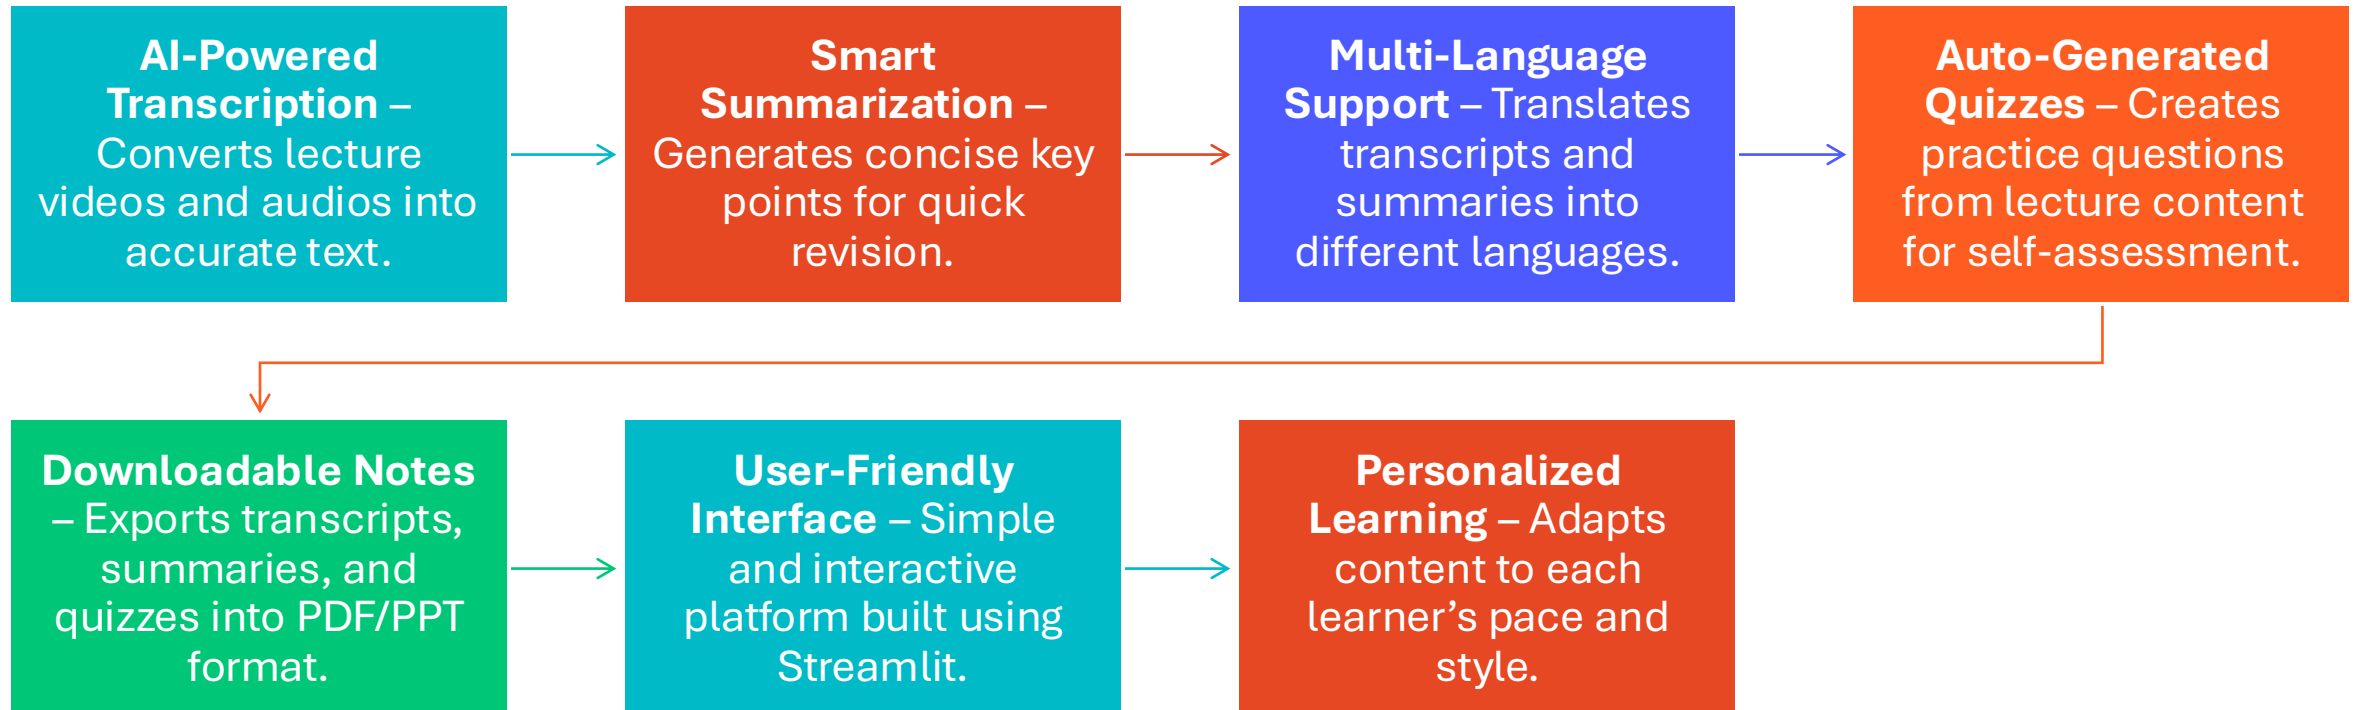 AI-Powered
Transcription –
Converts lecture
videos and audios into
accurate text.
Smart
Summarization –
Generates concise key
points for quick
revision.
Multi-Language
Support – Translates
transcripts and
summaries into
different languages.
Auto-Generated
Quizzes – Creates
practice questions
from lecture content
for self-assessment.
Downloadable Notes
– Exports transcripts,
summaries, and
quizzes into PDF/PPT
format.
User-Friendly
Interface – Simple
and interactive
platform built using
Streamlit.
Personalized
Learning – Adapts
content to each
learner’s pace and
style.